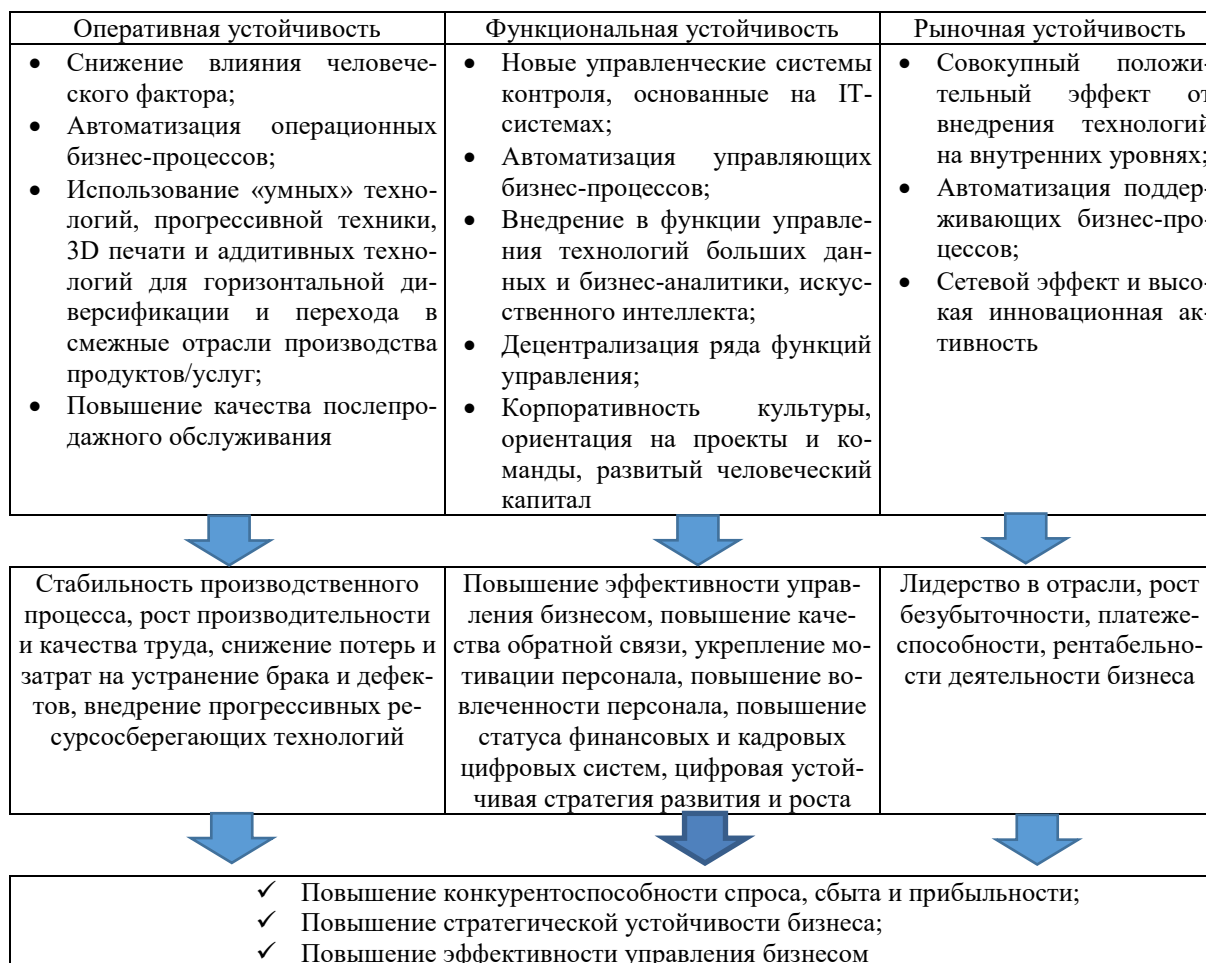 Оперативная устойчивость
• Снижение влияния человече-
ского фактора;
• Автоматизация операционных
бизнес-процессов;
• Использование «умных» техно-
логий, прогрессивной техники,
3D печати и аддитивных техно-
логий для горизонтальной ди-
версификации и перехода в
смежные отрасли производства
продуктов/услуг;
• Повышение качества послепро-
дажного обслуживания
Функциональная устойчивость
• Новые управленческие системы
контроля, основанные на IT-
системах;
• Автоматизация управляющих
бизнес-процессов;
• Внедрение в функции управле-
ния технологий больших дан-
ных и бизнес-аналитики, искус-
ственного интеллекта;
• Децентрализация ряда функций
управления;
• Корпоративность культуры,
ориентация на проекты и ко-
манды, развитый человеческий
капитал
Рыночная устойчивость
• Совокупный положи-
тельный эффект от
внедрения технологий
на внутренних уровнях;
• Автоматизация поддер-
живающих бизнес-про-
цессов;
• Сетевой эффект и высо-
кая инновационная ак-
тивность
Стабильность производственного
процесса, рост производительности
и качества труда, снижение потерь и
затрат на устранение брака и дефек-
тов, внедрение прогрессивных ре-
сурсосберегающих технологий
Повышение эффективности управ-
ления бизнесом, повышение каче-
ства обратной связи, укрепление мо-
тивации персонала, повышение во-
влеченности персонала, повышение
статуса финансовых и кадровых
цифровых систем, цифровая устой-
чивая стратегия развития и роста
Лидерство в отрасли, рост
безубыточности, платеже-
способности, рентабельно-
сти деятельности бизнеса
✓ Повышение конкурентоспособности спроса, сбыта и прибыльности;
✓ Повышение стратегической устойчивости бизнеса;
✓ Повышение эффективности управления бизнесом